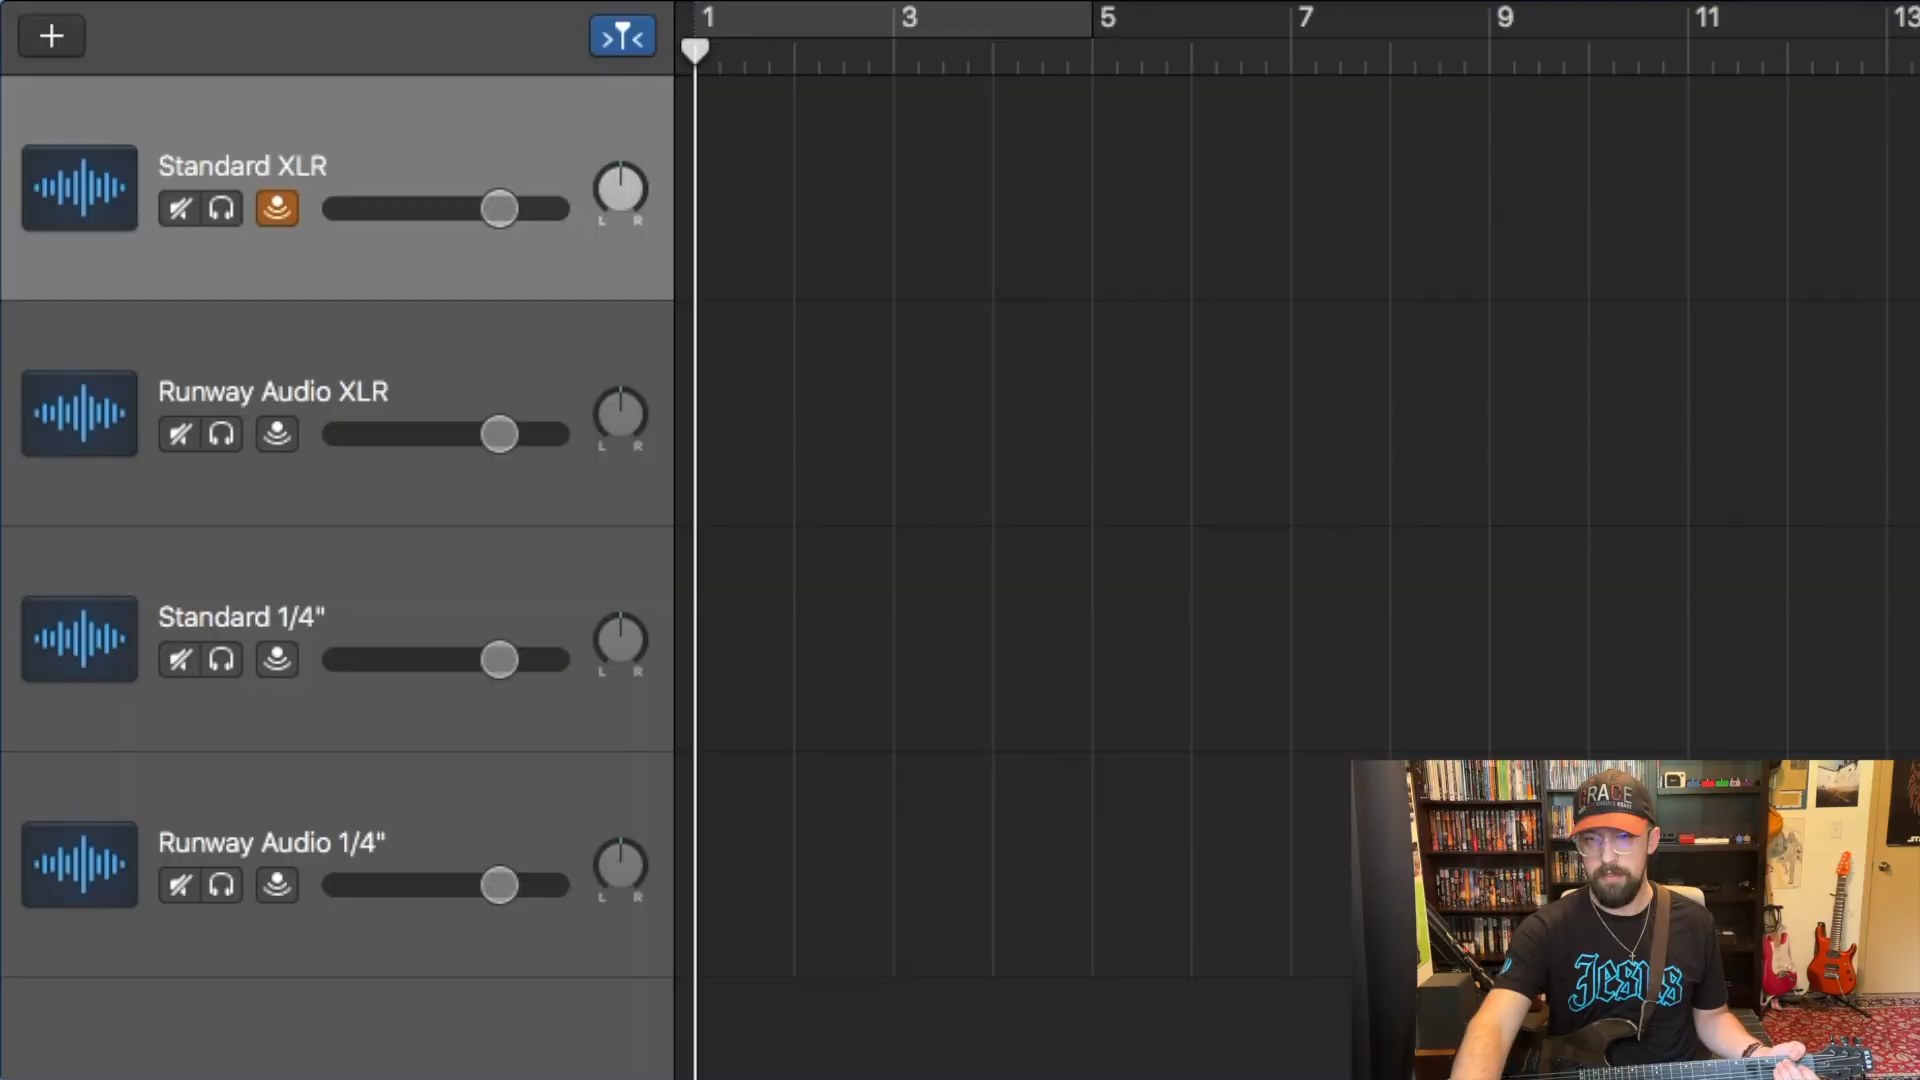 1 3 5 7 9 11 13
Standard XLR
L R
Runway Audio XLR
L R
Standard 1/4"
L R
Runway Audio 1/4"
L R
GRACE
Jesus